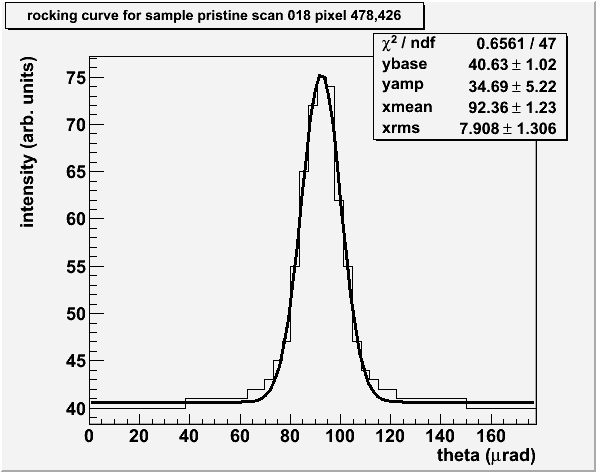 rocking curve for sample pristine scan 018 pixel 478,426
χ² / ndf 0.6561 / 47
ybase 40.63 ± 1.02
yamp 34.69 ± 5.22
xmean 92.36 ± 1.23
xrms 7.908 ± 1.306
intensity (arb. units)
75
70
65
60
55
50
45
40
0 20 40 60 80 100 120 140 160
theta (μrad)